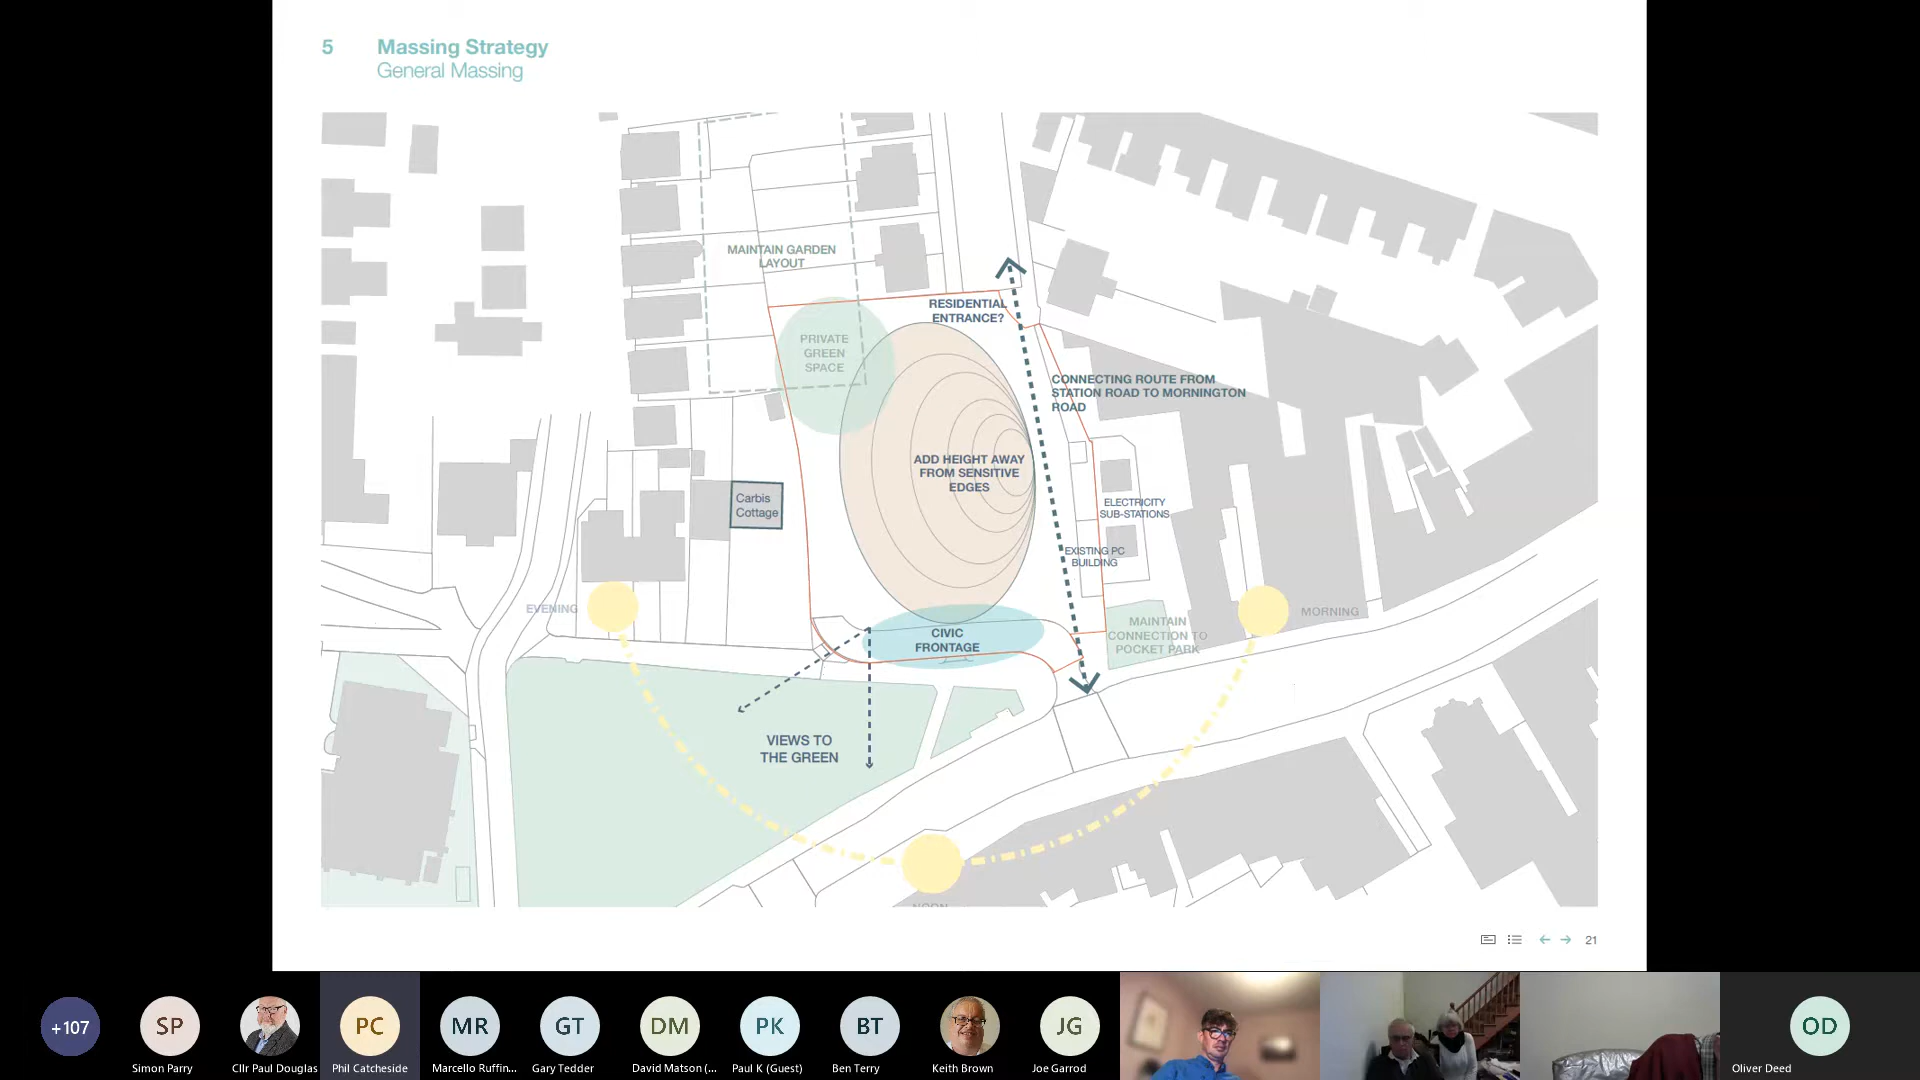 5 Massing Strategy
General Massing
MAINTAIN GARDEN
LAYOUT
RESIDENTIAL
ENTRANCE?
PRIVATE
GREEN
SPACE
CONNECTING ROUTE FROM
STATION ROAD TO MORNINGTON
ROAD
ADD HEIGHT AWAY
FROM SENSITIVE
EDGES
Carbis
Cottage
ELECTRICITY
SUB-STATIONS
EXISTING PC
BUILDING
EVENING
MORNING
MAINTAIN
CONNECTION TO
POCKET PARK
CIVIC
FRONTAGE
VIEWS TO
THE GREEN
NOON
21
+107
SP
PC
MR
GT
DM
PK
BT
JG
OD
Simon Parry
Cllr Paul Douglas
Phil Catcheside
Marcello Ruffin...
Gary Tedder
David Matson (...
Paul K (Guest)
Ben Terry
Keith Brown
Joe Garrod
Oliver Deed